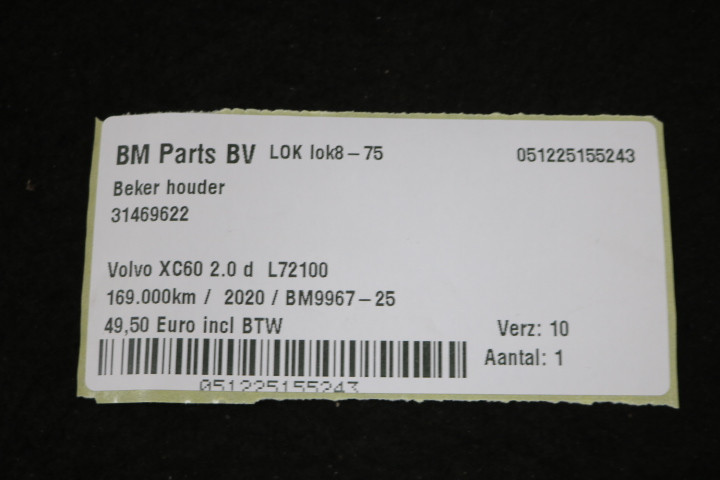 BM Parts BV LOK lok8-75 051225155243
Beker houder
31469622
Volvo XC60 2.0 d L72100
169.000km / 2020 / BM9967-25
49,50 Euro incl BTW Verz: 10
Aantal: 1
051225155243